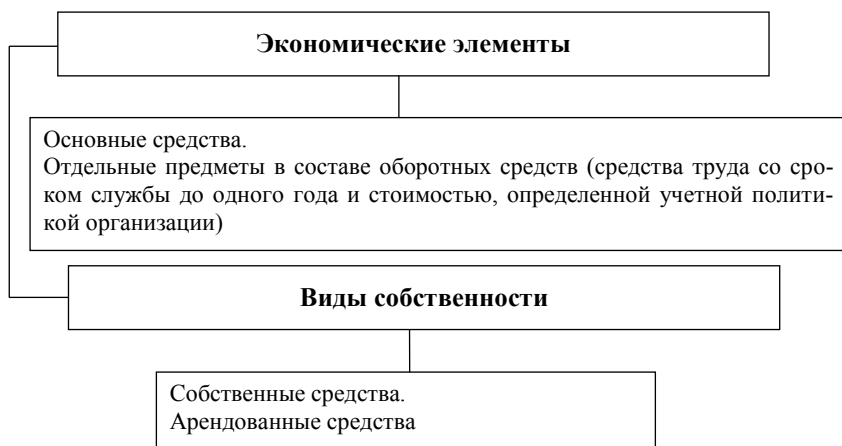 Экономические элементы
Основные средства.
Отдельные предметы в составе оборотных средств (средства труда со сро-
ком службы до одного года и стоимостью, определенной учетной полити-
кой организации)
Виды собственности
Собственные средства.
Арендованные средства